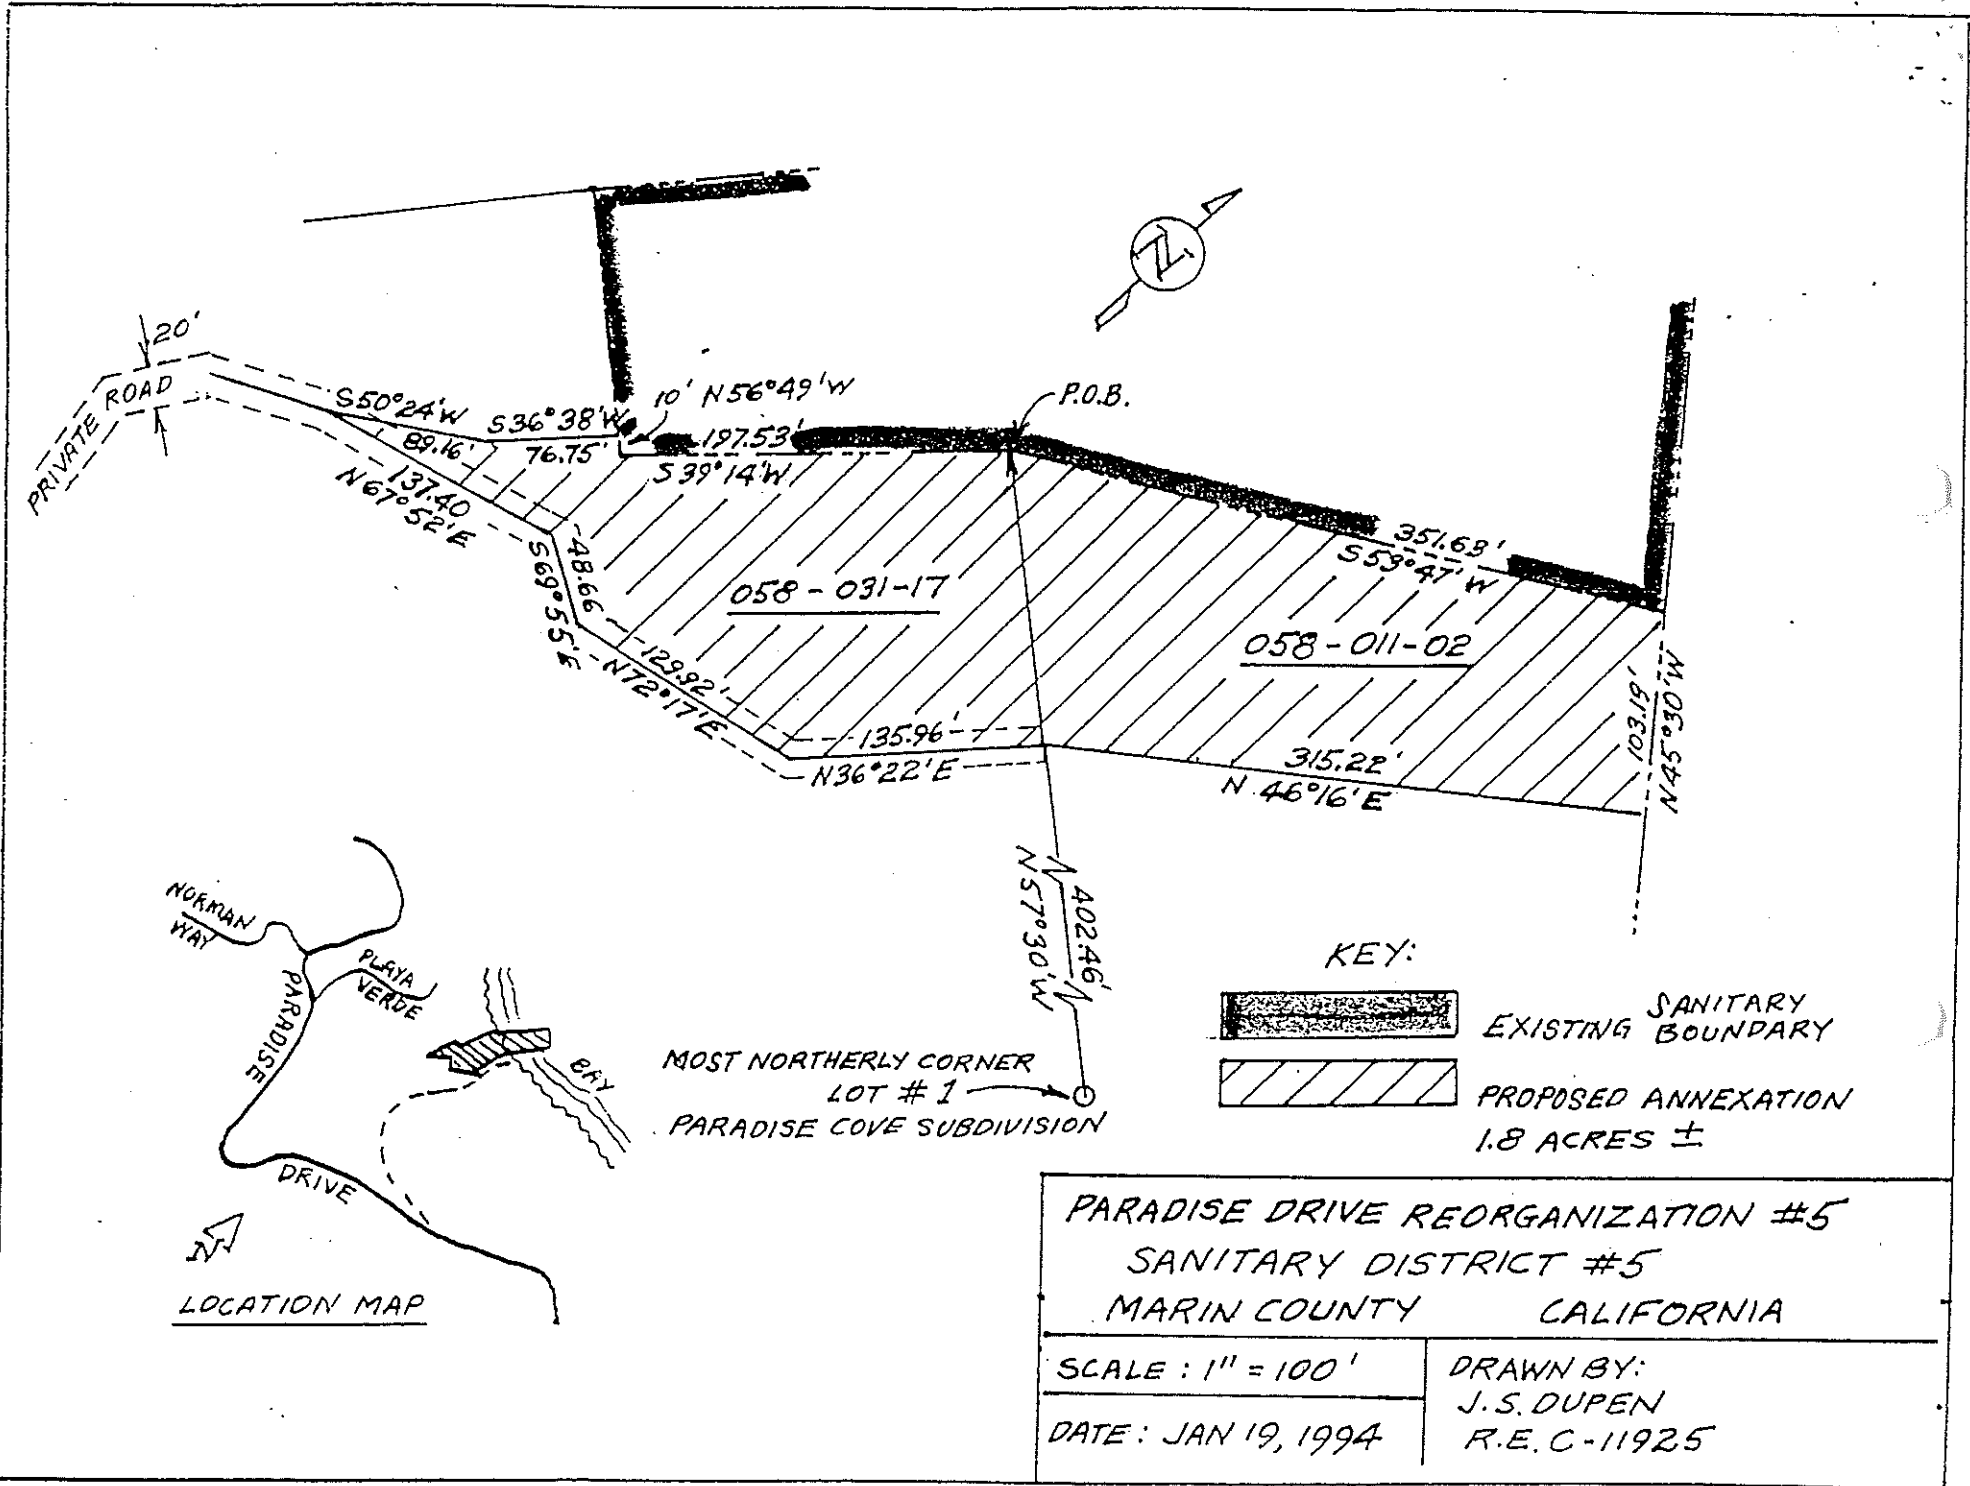 20'
PRIVATE ROAD
S50°24'W
89.16'
S36°38'W
76.75'
10' N56°49'W
197.53'
S39°14'W
P.O.B.
N
137.40
N67°52'E
48.66
S69°55'E
129.92'
N72°17'E
135.96'
N36°22'E
058-031-17
351.63'
S53°47'W
058-011-02
315.22'
N 46°16'E
103.19'
N45°30'W
402.46'
N57°30'W
NORMAN
WAY
PLAYA
VERDE
PARADISE
DRIVE
BAY
N
LOCATION MAP
MOST NORTHERLY CORNER
LOT # 1
PARADISE COVE SUBDIVISION
KEY:
EXISTING SANITARY
BOUNDARY
PROPOSED ANNEXATION
1.8 ACRES ±
PARADISE DRIVE REORGANIZATION #5
SANITARY DISTRICT #5
MARIN COUNTY CALIFORNIA
SCALE : 1" = 100'
DATE : JAN 19, 1994
DRAWN BY:
J.S. DUPEN
R.E. C-11925